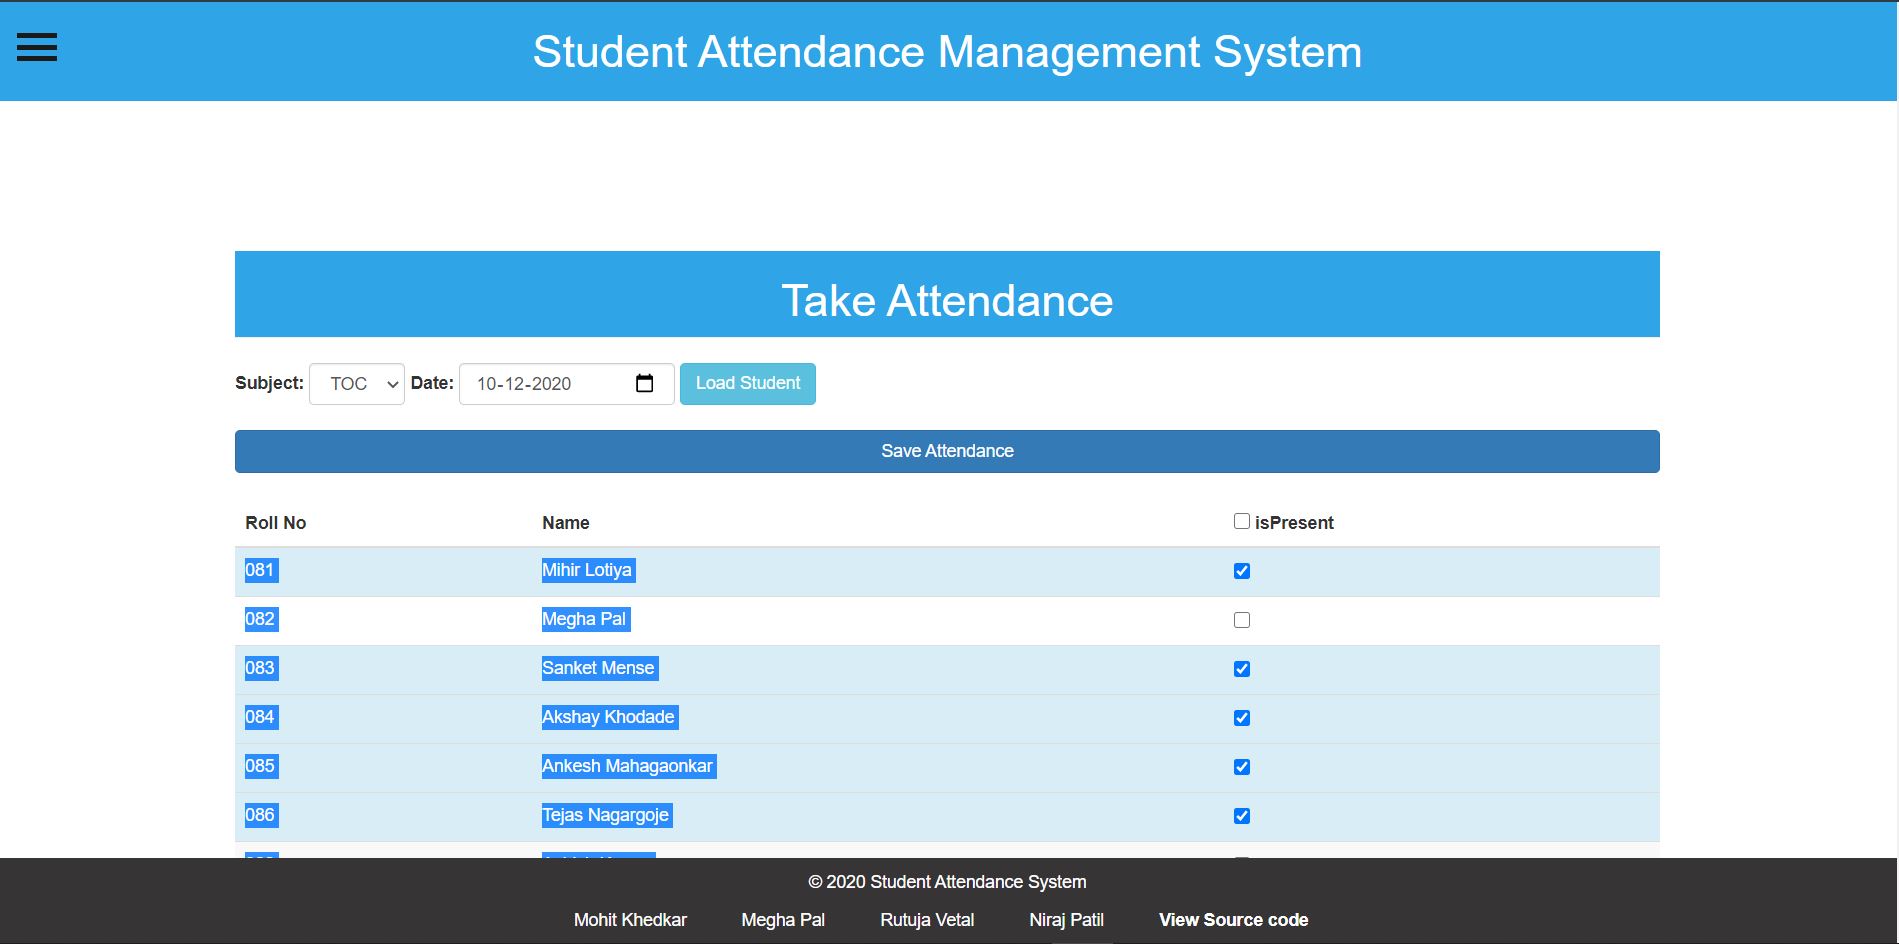 Student Attendance Management System
Take Attendance
Subject: TOC Date: 10-12-2020 Load Student
Save Attendance
Roll No Name isPresent
081 Mihir Lotiya
082 Megha Pal
083 Sanket Mense
084 Akshay Khodade
085 Ankesh Mahagaonkar
086 Tejas Nagargoje
© 2020 Student Attendance System
Mohit Khedkar Megha Pal Rutuja Vetal Niraj Patil View Source code